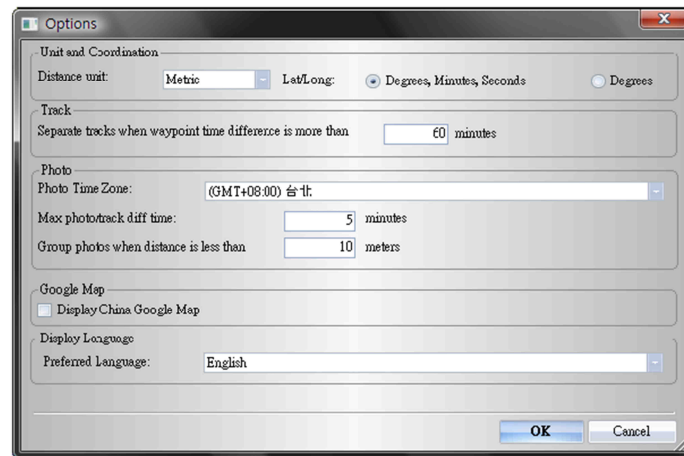 Options
Unit and Coordination
Distance unit: Metric Lat/Long: Degrees, Minutes, Seconds Degrees
Track
Separate tracks when waypoint time difference is more than 60 minutes
Photo
Photo Time Zone: (GMT+08:00) 台北
Max photo/track diff time: 5 minutes
Group photos when distance is less than 10 meters
Google Map
Display China Google Map
Display Language
Preferred Language: English
OK Cancel